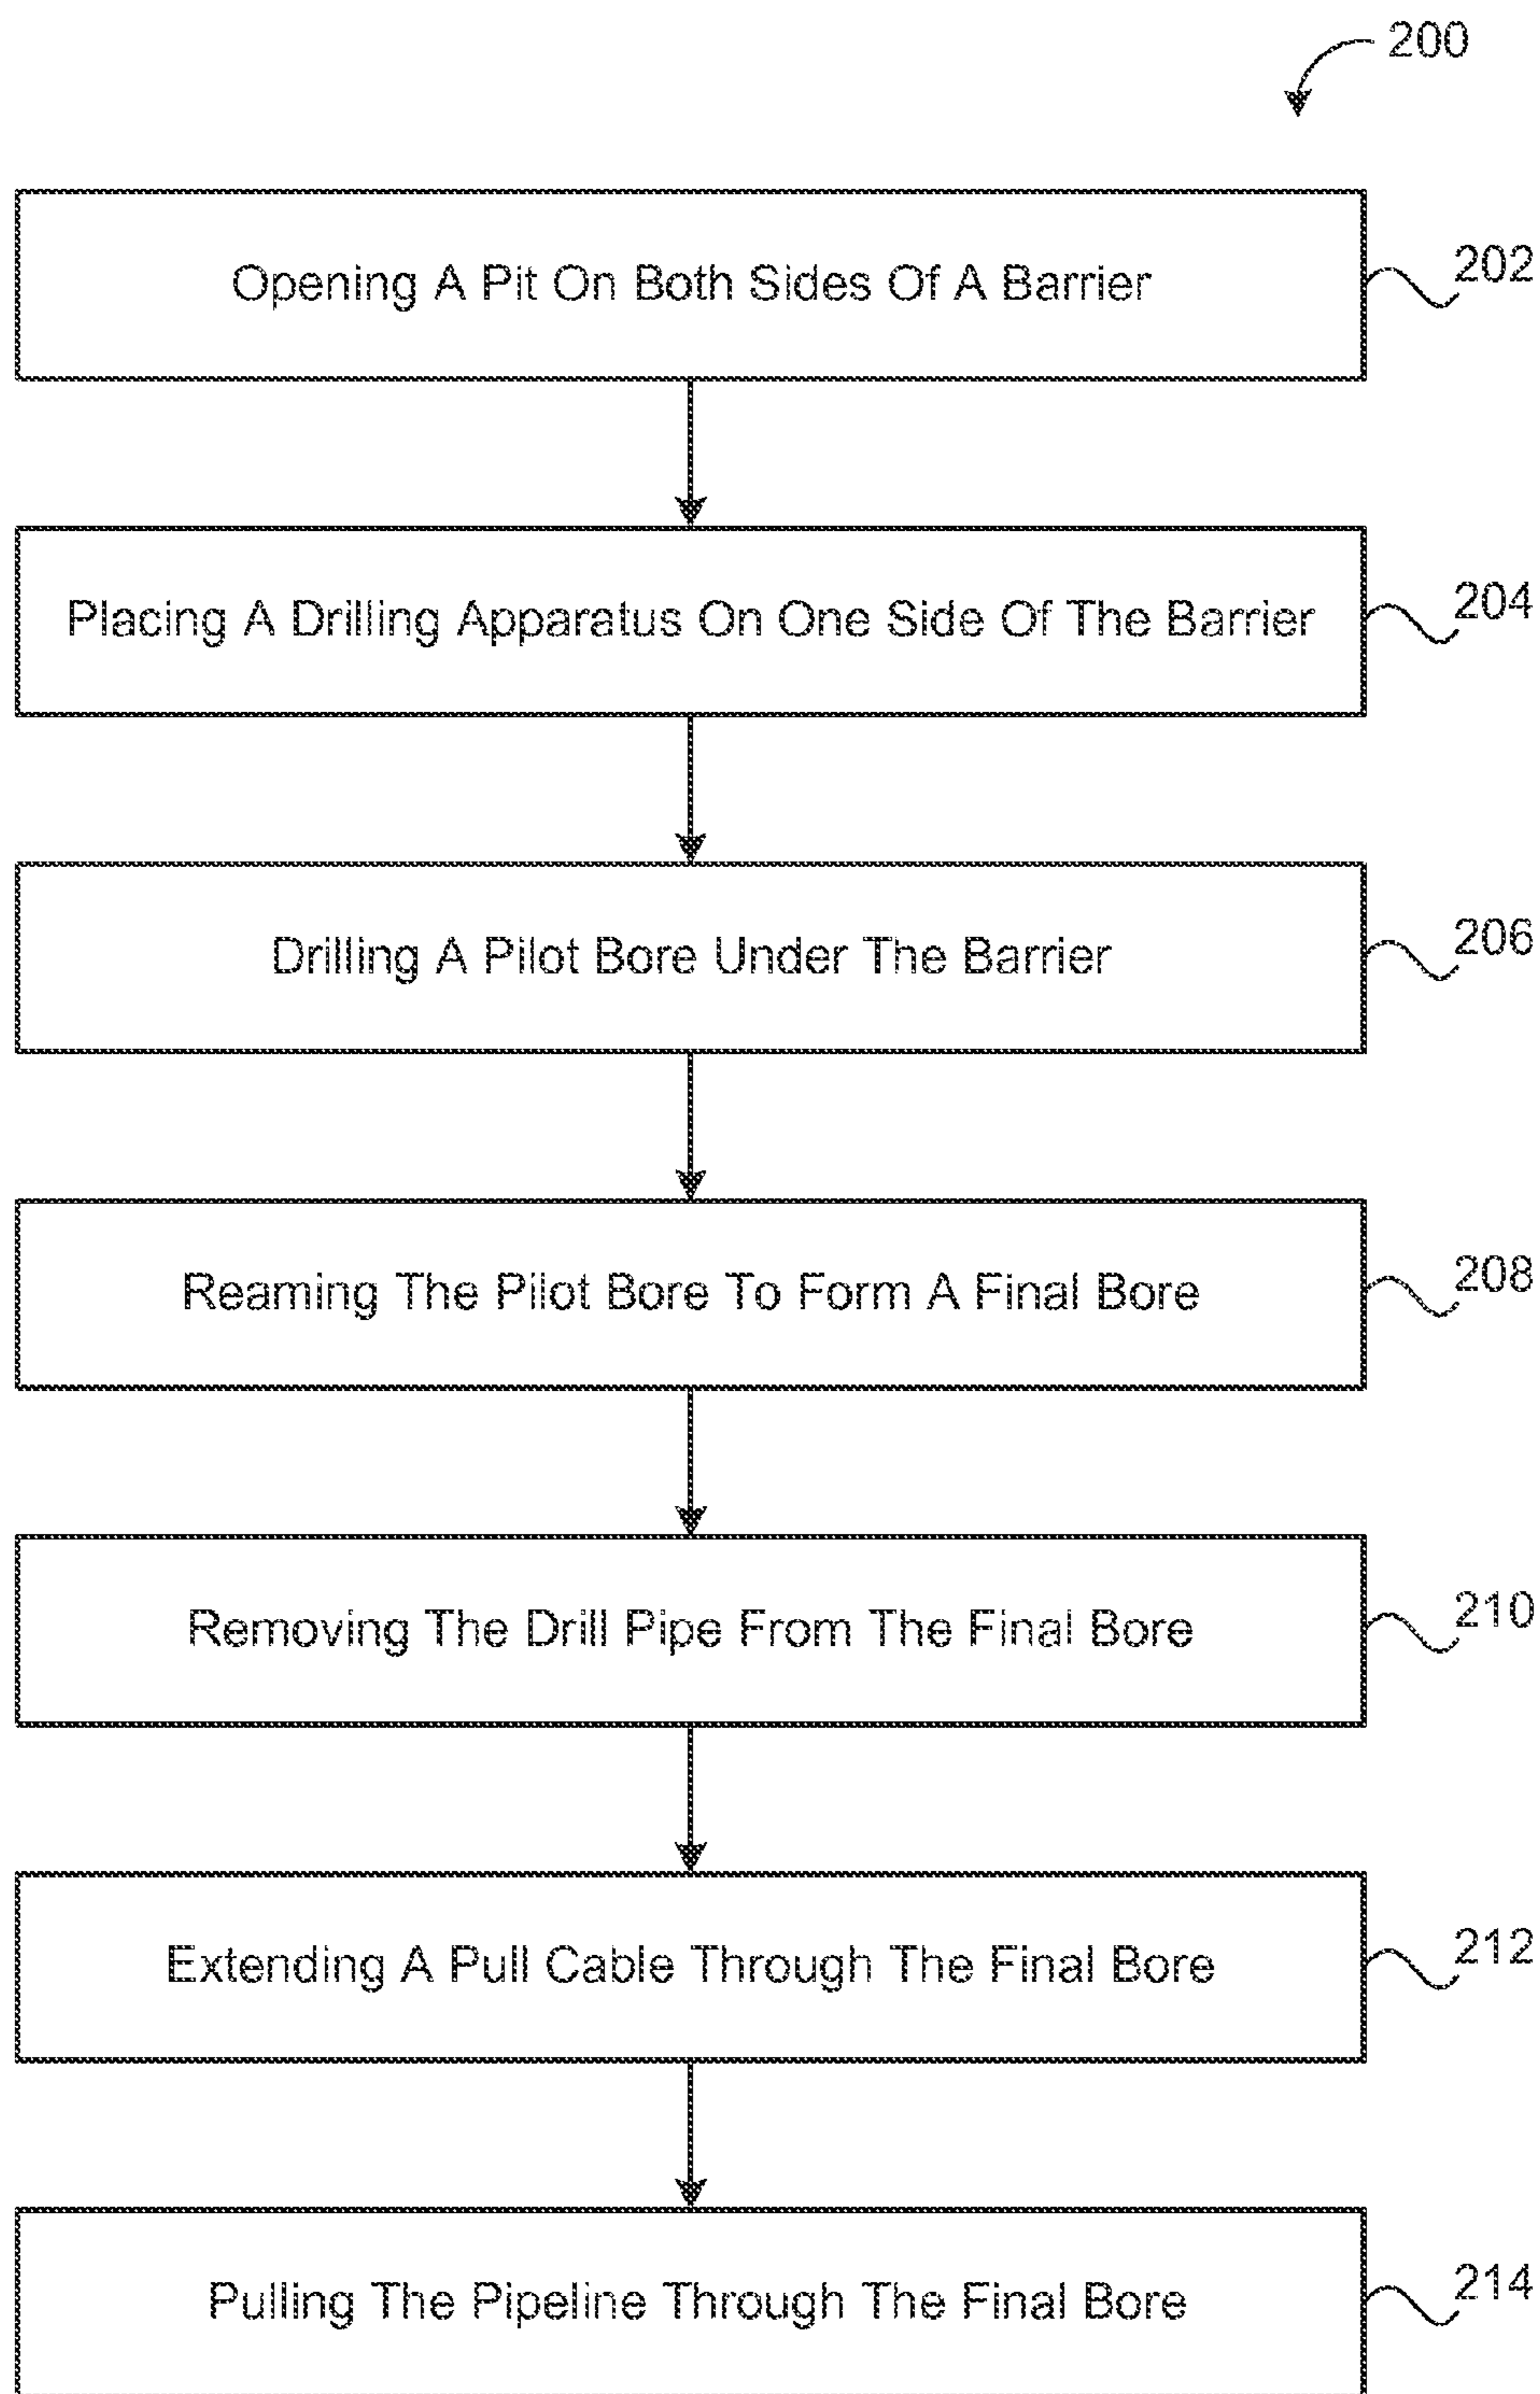 200
Opening A Pit On Both Sides Of A Barrier
202
Placing A Drilling Apparatus On One Side Of The Barrier
204
Drilling A Pilot Bore Under The Barrier
206
Reaming The Pilot Bore To Form A Final Bore
208
Removing The Drill Pipe From The Final Bore
210
Extending A Pull Cable Through The Final Bore
212
Pulling The Pipeline Through The Final Bore
214